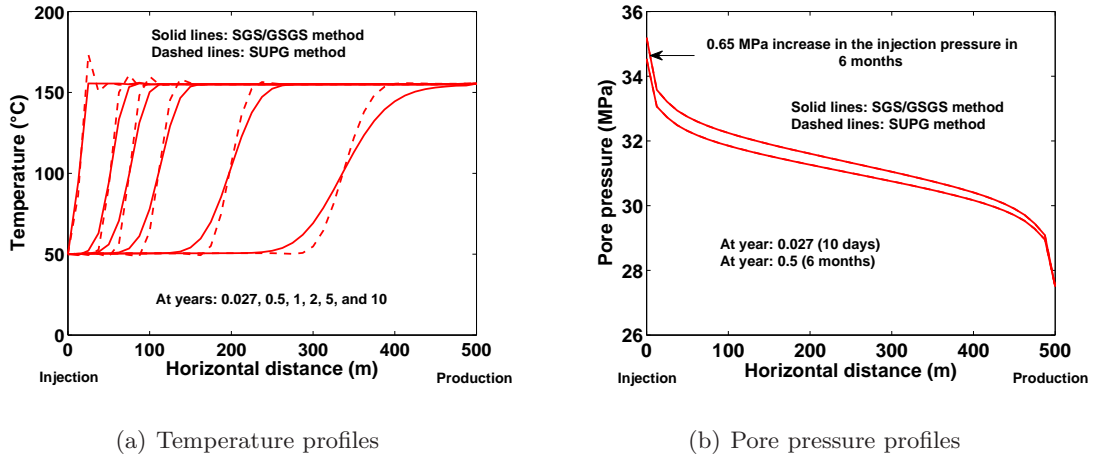 200
150
100
50
0
Temperature (°C)
Solid lines: SGS/GSGS method
Dashed lines: SUPG method
At years: 0.027, 0.5, 1, 2, 5, and 10
0 100 200 300 400 500
Injection
Horizontal distance (m)
Production
(a) Temperature profiles
36
34
32
30
28
26
Pore pressure (MPa)
0.65 MPa increase in the injection pressure in
6 months
Solid lines: SGS/GSGS method
Dashed lines: SUPG method
At year: 0.027 (10 days)
At year: 0.5 (6 months)
0 100 200 300 400 500
Injection
Horizontal distance (m)
Production
(b) Pore pressure profiles